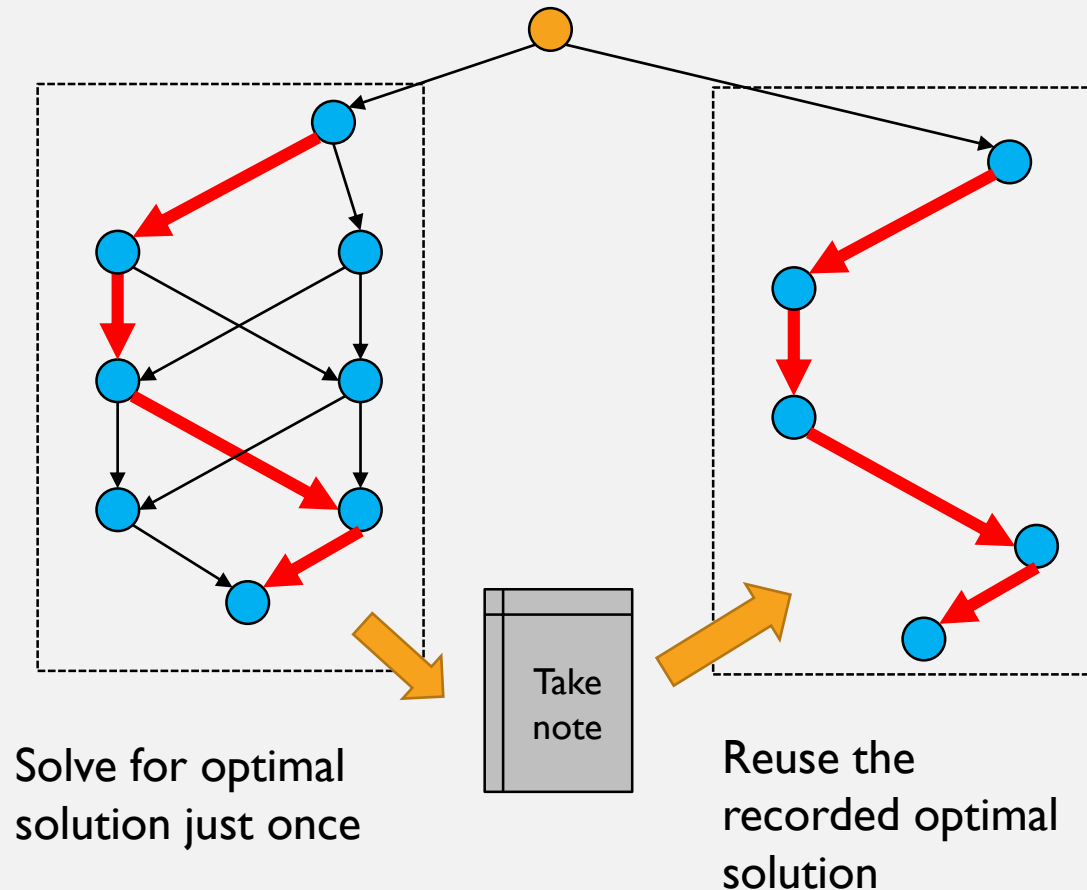 Take
note
Solve for optimal
solution just once
Reuse the
recorded optimal
solution